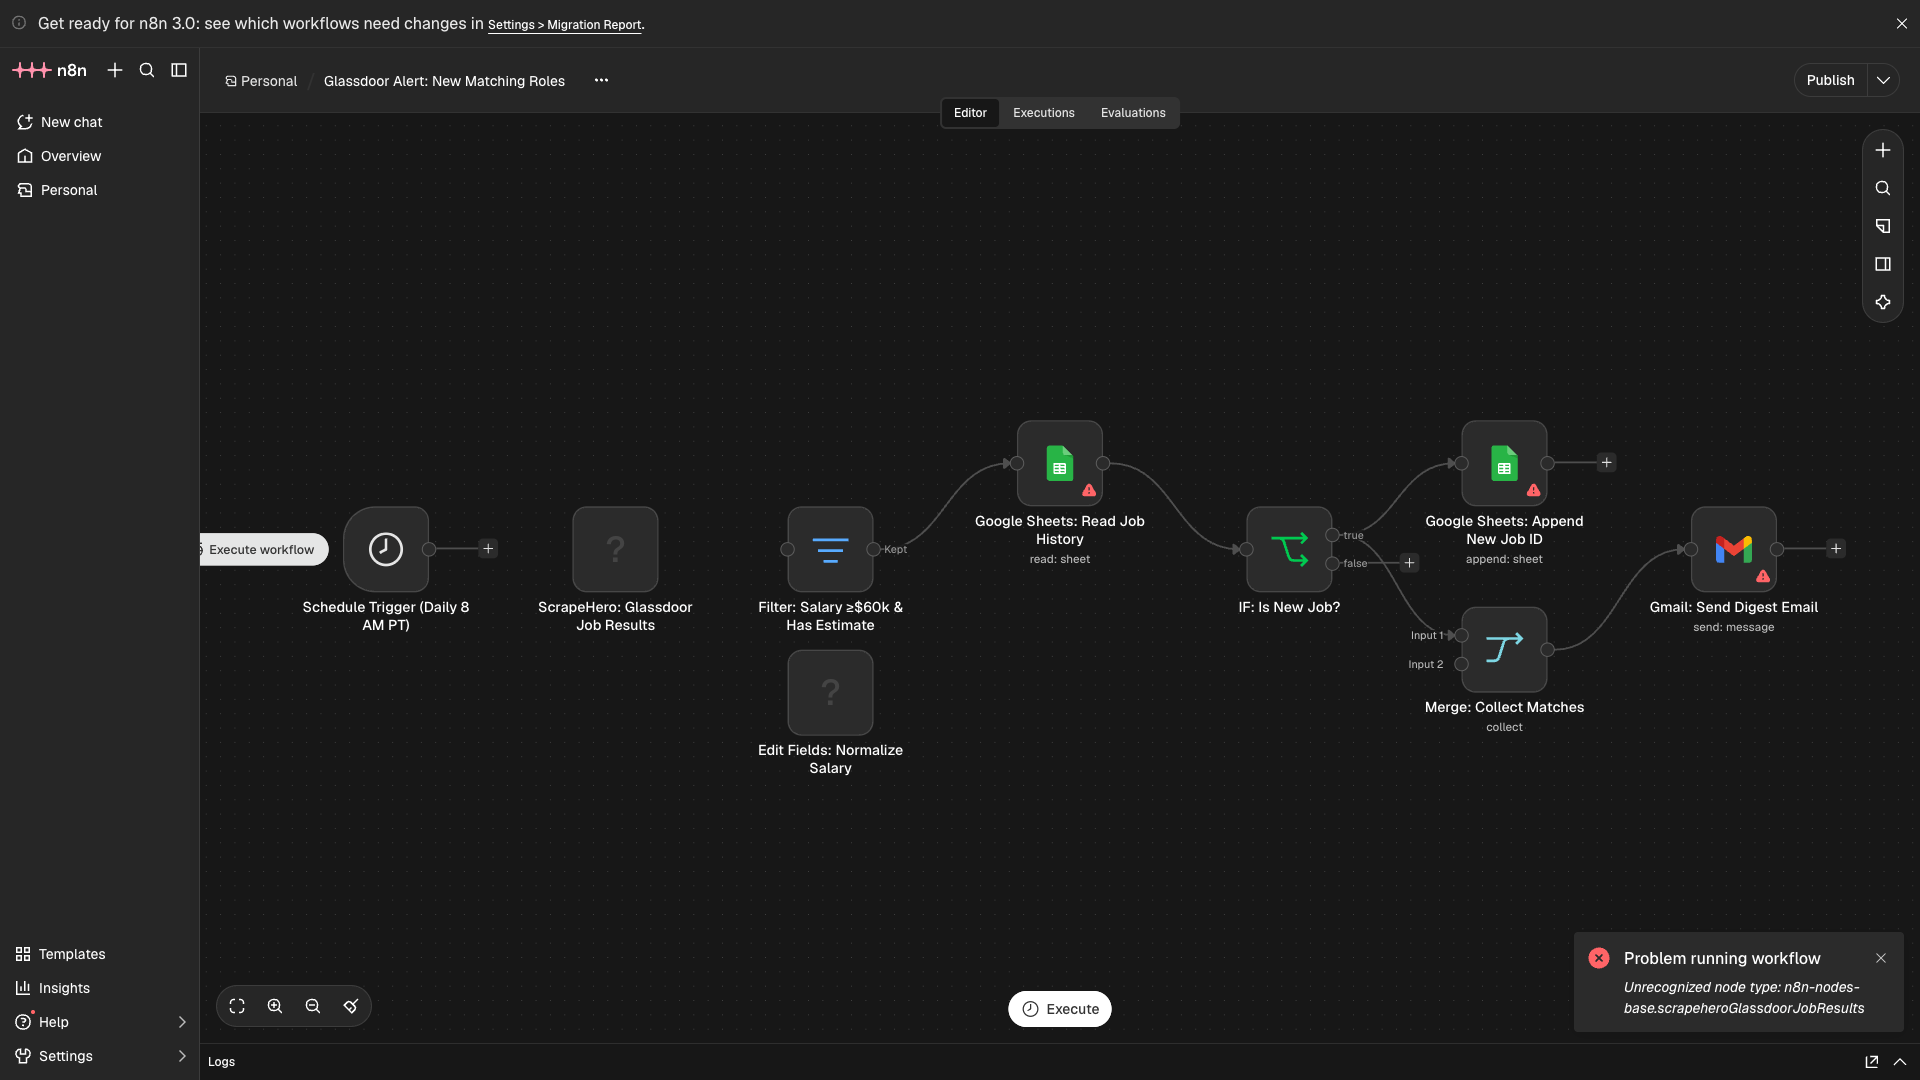 Get ready for n8n 3.0: see which workflows need changes in Settings > Migration Report.
n8n
Personal / Glassdoor Alert: New Matching Roles ...
Publish
Editor Executions Evaluations
New chat
Overview
Personal
Execute workflow
Schedule Trigger (Daily 8
AM PT)
?
ScrapeHero: Glassdoor
Job Results
Kept
Filter: Salary ≥$60k &
Has Estimate
?
Edit Fields: Normalize
Salary
Google Sheets: Read Job
History
read: sheet
true
false
IF: Is New Job?
Google Sheets: Append
New Job ID
append: sheet
Input 1
Input 2
Merge: Collect Matches
collect
Gmail: Send Digest Email
send: message
Templates
Insights
Help
Settings
Execute
Problem running workflow
Unrecognized node type: n8n-nodes-
base.scrapeheroGlassdoorJobResults
Logs